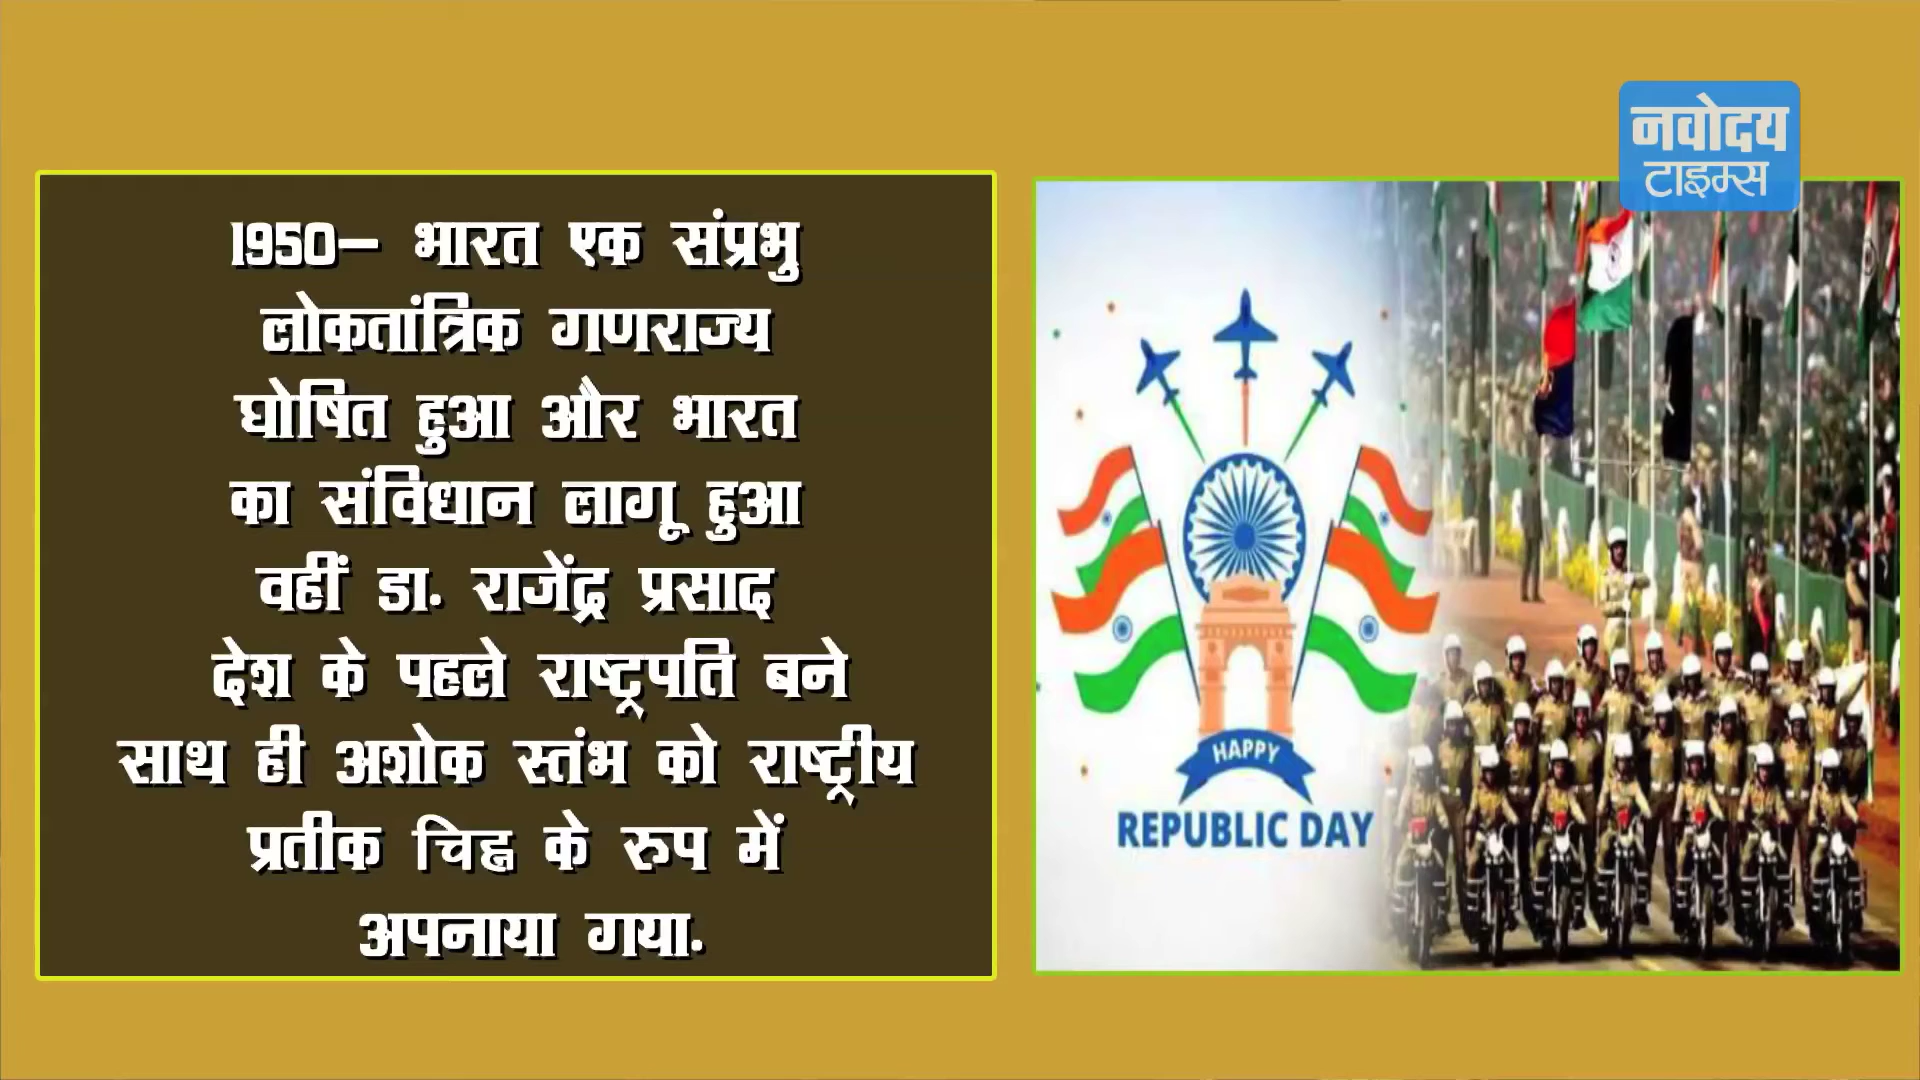 नवोदय
टाइम्स
1950– भारत एक संप्रभु
लोकतांत्रिक गणराज्य
घोषित हुआ और भारत
का संविधान लागू हुआ
वहीं डा. राजेंद्र प्रसाद
देश के पहले राष्ट्रपति बने
साथ ही अशोक स्तंभ को राष्ट्रीय
प्रतीक चिह्न के रुप में
अपनाया गया.
HAPPY
REPUBLIC DAY